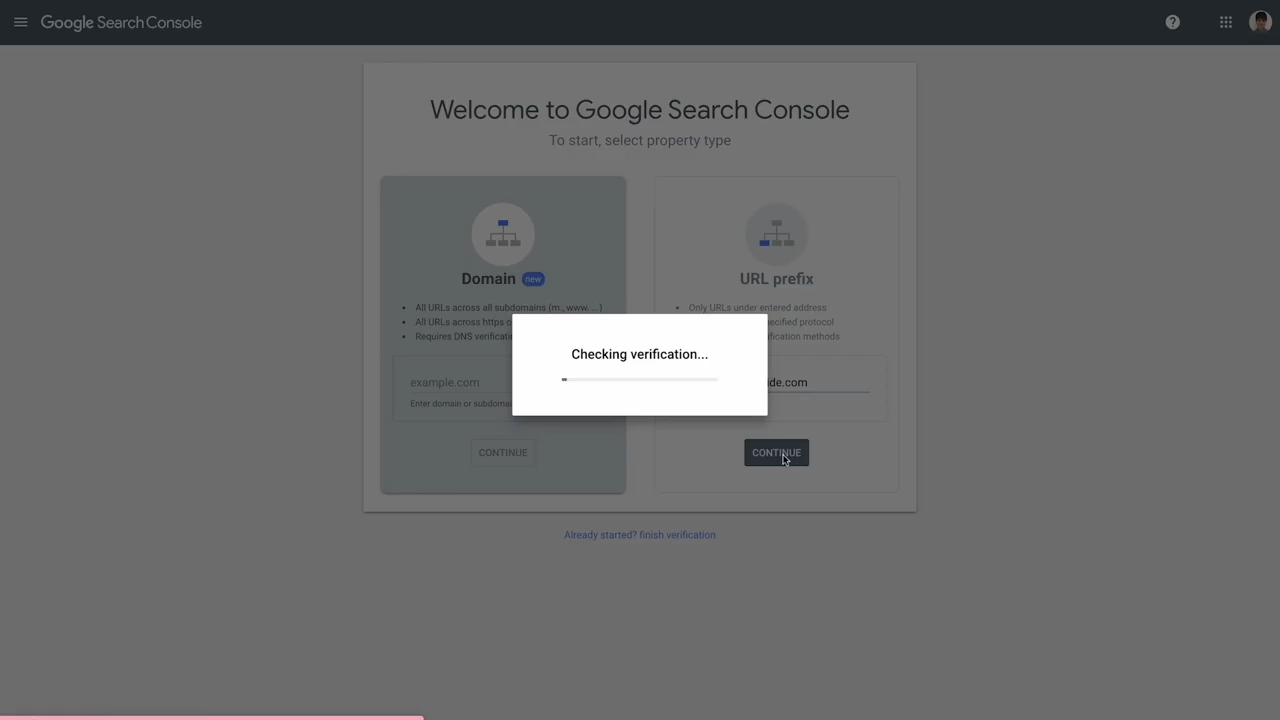 Google Search Console
Welcome to Google Search Console
To start, select property type
Domain new
All URLs across all subdomains (m., www. ...)
All URLs across https o
Requires DNS verificati
example.com
Enter domain or subdoma
CONTINUE
URL prefix
Only URLs under entered address
ecified protocol
ification methods
ide.com
CONTINUE
Checking verification...
Already started? finish verification